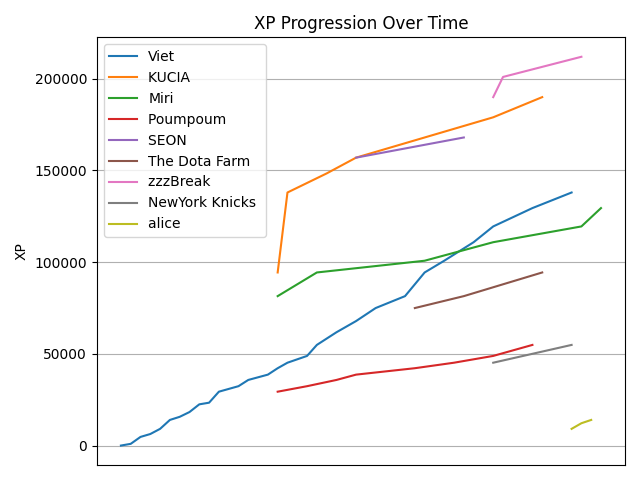 XP Progression Over Time
Viet
KUCIA
Miri
Poumpoum
SEON
The Dota Farm
zzzBreak
NewYork Knicks
alice
XP
200000
150000
100000
50000
0